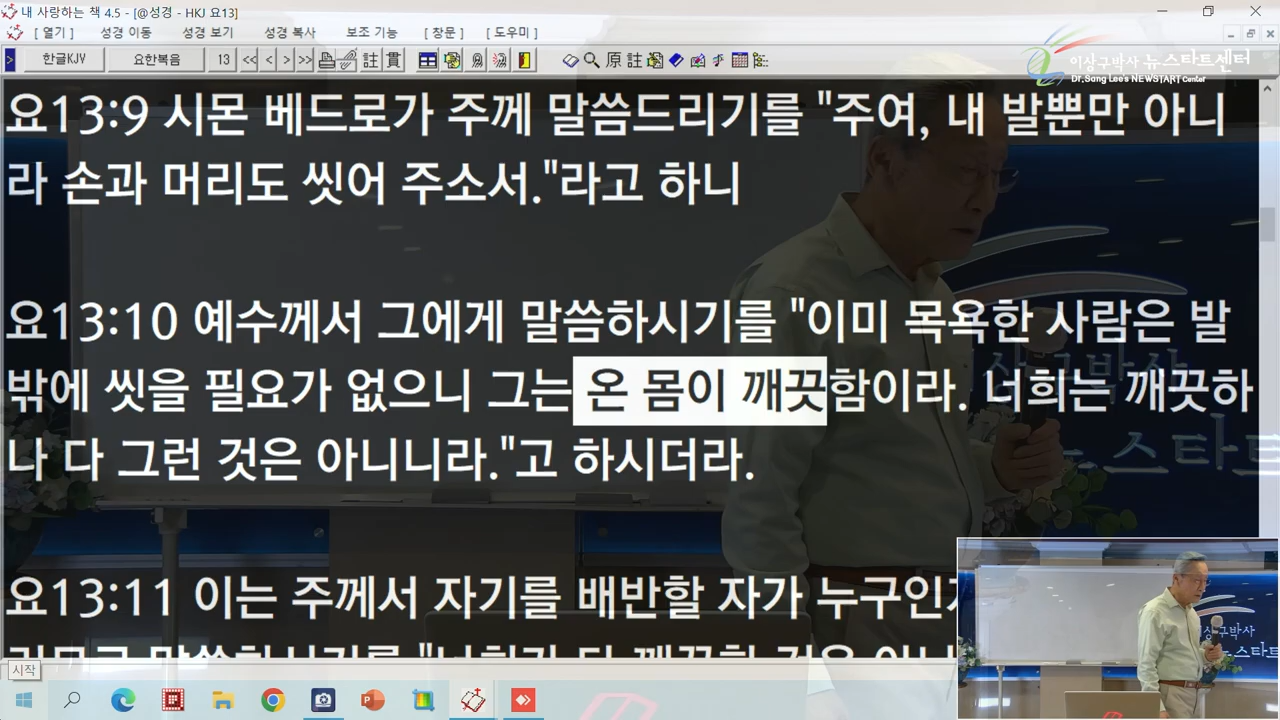 내 사랑하는 책 4.5 - [@성경 - HKJ 요13]
[ 열기 ] 성경 이동 성경 보기 성경 복사 보조 기능 [ 창문 ] [ 도우미 ]
한글KJV 요한복음 13 << < > >> 註 貫 原 註
이상구박사 뉴스타트센터
Dr.Sang Lee's NEWSTART Center
요13:9 시몬 베드로가 주께 말씀드리기를 "주여, 내 발뿐만 아니
라 손과 머리도 씻어 주소서."라고 하니
요13:10 예수께서 그에게 말씀하시기를 "이미 목욕한 사람은 발
밖에 씻을 필요가 없으니 그는 온 몸이 깨끗함이라. 너희는 깨끗하
나 다 그런 것은 아니니라."고 하시더라.
요13:11 이는 주께서 자기를 배반할 자가 누구인지
시작